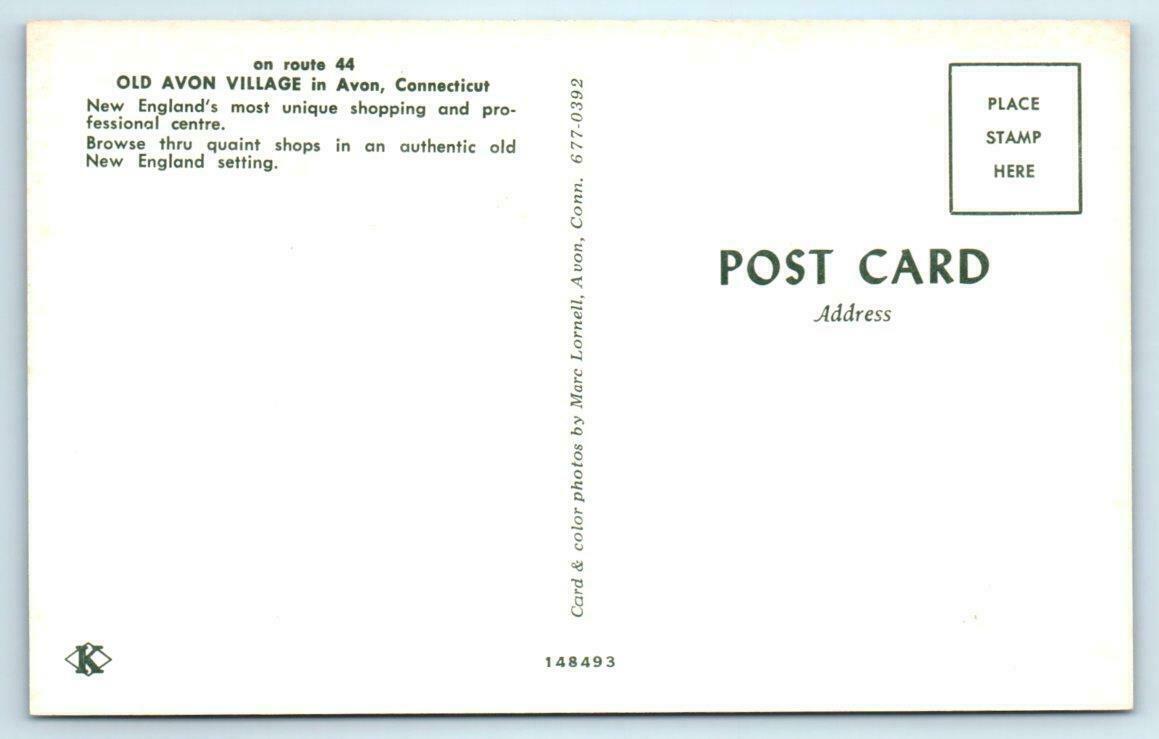 on route 44
OLD AVON VILLAGE in Avon, Connecticut
New England's most unique shopping and pro-
fessional centre.
Browse thru quaint shops in an authentic old
New England setting.
Card & color photos by Marc Lornell, Avon, Conn. 677-0392
PLACE
STAMP
HERE
POST CARD
Address
K
148493